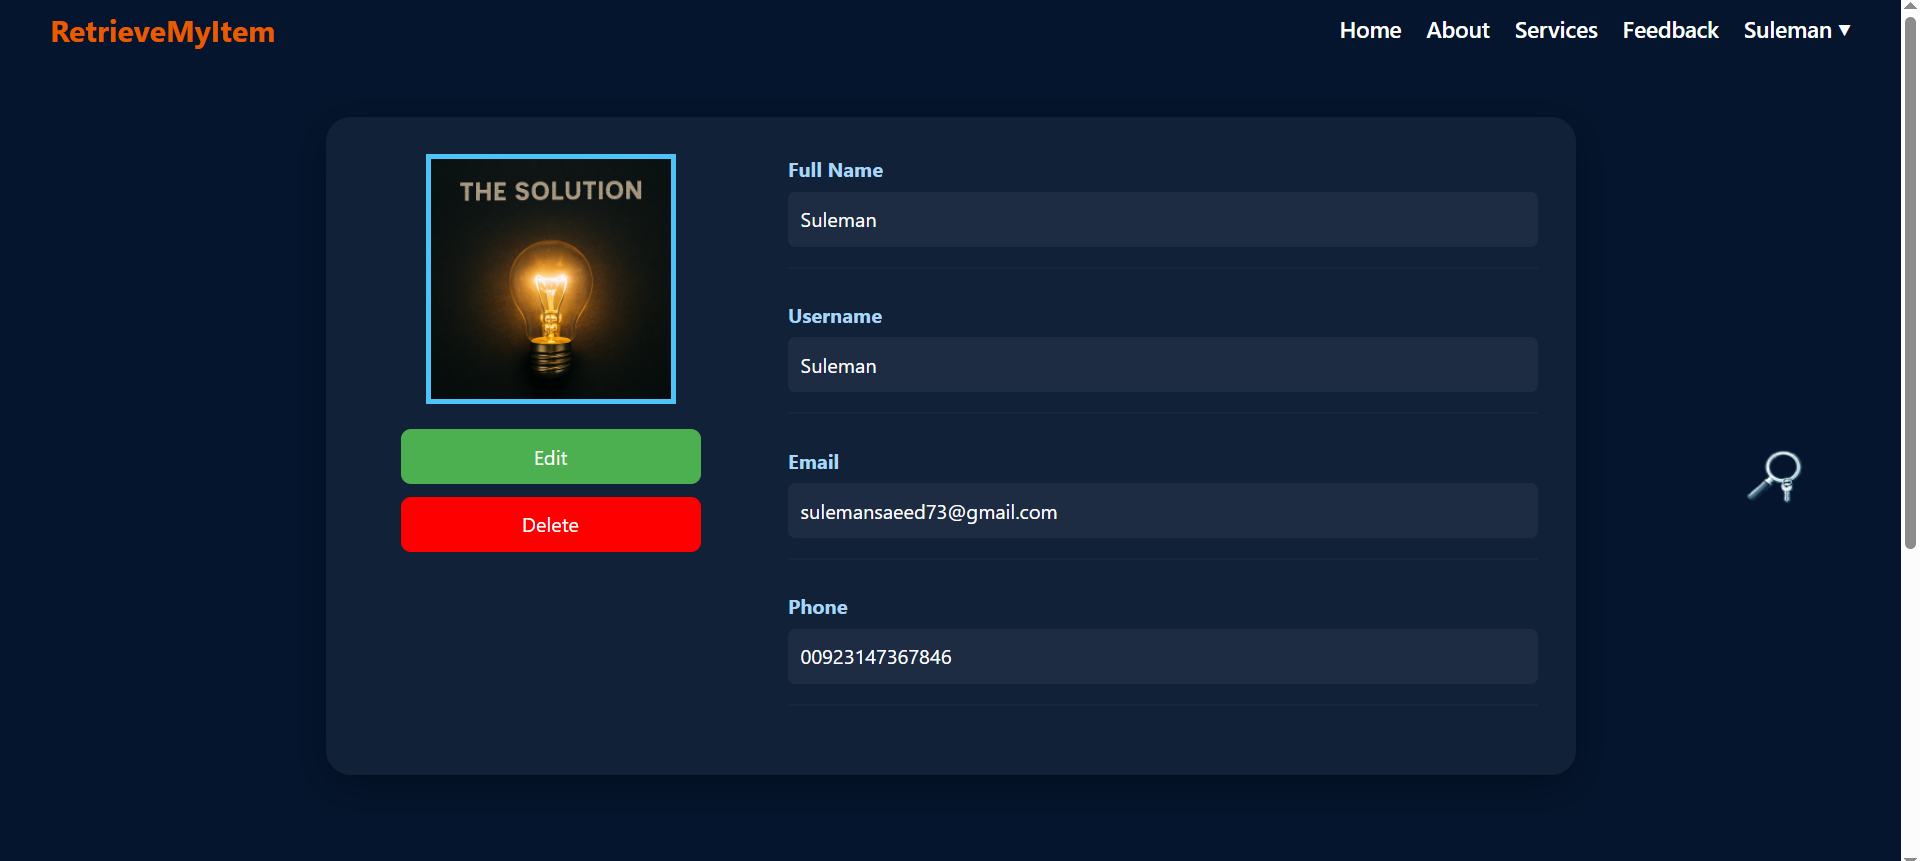 RetrieveMyItem
Home About Services Feedback Suleman ▼
THE SOLUTION
Edit
Delete
Full Name
Suleman
Username
Suleman
Email
sulemansaeed73@gmail.com
Phone
00923147367846